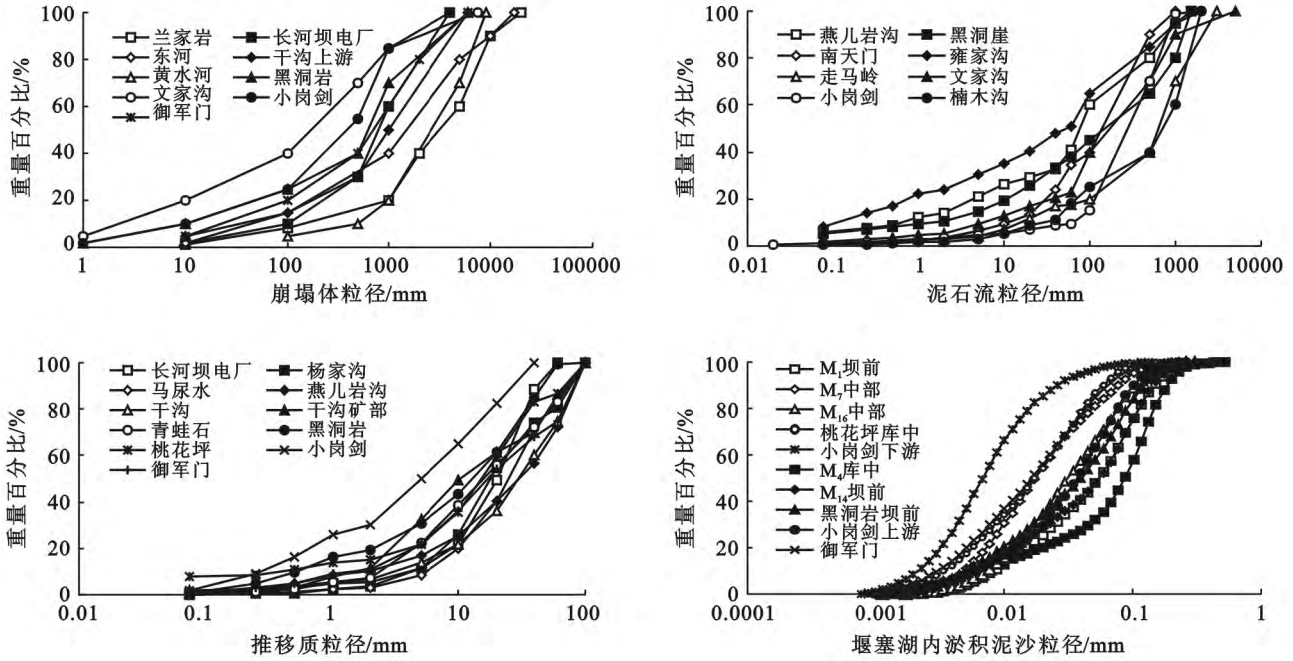 重量百分比/%
100
80
60
40
20
0
兰家岩
东河
黄水河
文家沟
御军门
长河坝电厂
干沟上游
黑洞岩
小岗剑
1 10 100 1000 10000 100000
崩塌体粒径/mm
重量百分比/%
100
80
60
40
20
0
燕儿岩沟
南天门
走马岭
小岗剑
黑洞崖
雍家沟
文家沟
楠木沟
0.01 0.1 1 10 100 1000 10000
泥石流粒径/mm
重量百分比/%
100
80
60
40
20
0
长河坝电厂
马尿水
干沟
青蛙石
桃花坪
御军门
杨家沟
燕儿岩沟
干沟矿部
黑洞岩
小岗剑
0.01 0.1 1 10 100
推移质粒径/mm
重量百分比/%
100
80
60
40
20
0
M₁坝前
M₇中部
M₁₆中部
桃花坪库中
小岗剑下游
M₄库中
M₁₄坝前
黑洞岩坝前
小岗剑上游
御军门
0.0001 0.001 0.01 0.1 1
堰塞湖内淤积泥沙粒径/mm